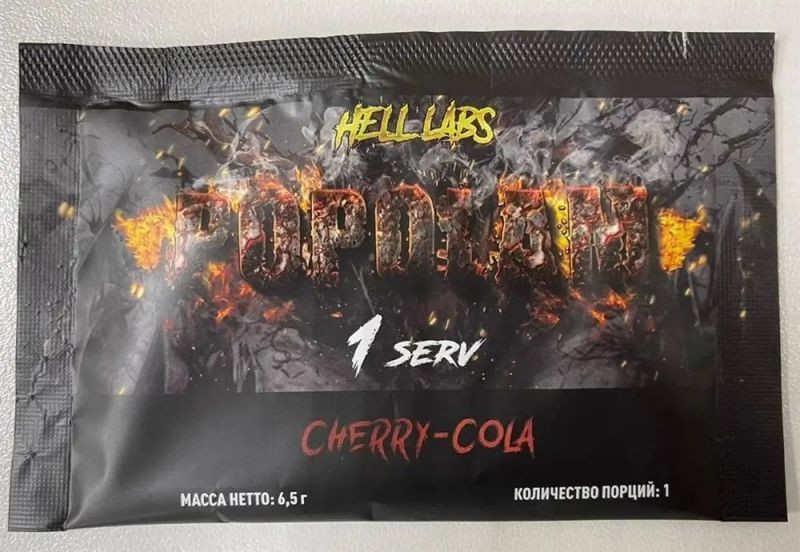 HELL LABS
POPOLAM
1 SERV
CHERRY-COLA
МАССА НЕТТО: 6,5 г
КОЛИЧЕСТВО ПОРЦИЙ: 1